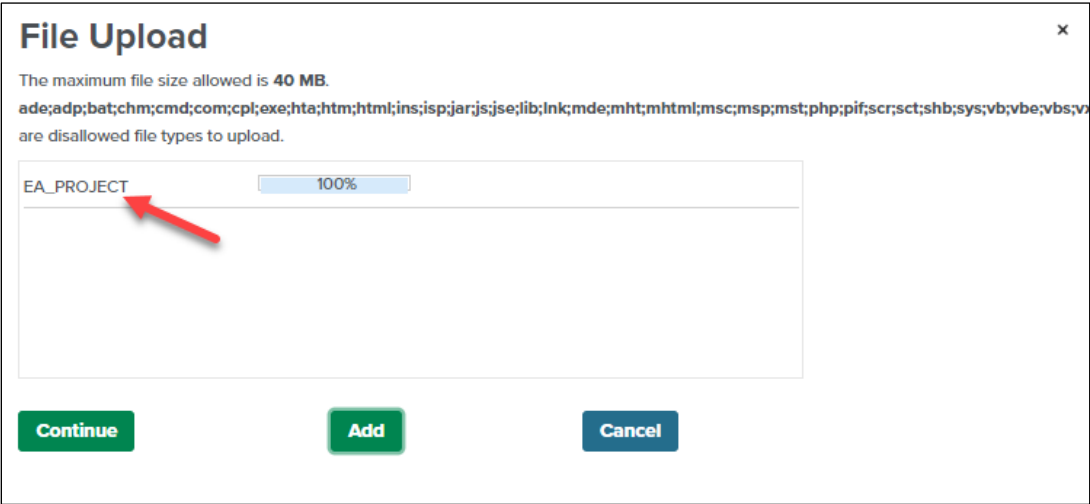 File Upload
×
The maximum file size allowed is 40 MB.
ade;adp;bat;chm;cmd;com;cpl;exe;hta;htm;html;ins;isp;jar;js;jse;lib;lnk;mde;mht;mhtml;msc;msp;mst;php;pif;scr;sct;shb;sys;vb;vbe;vbs;
are disallowed file types to upload.
EA_PROJECT 100%
Continue Add Cancel